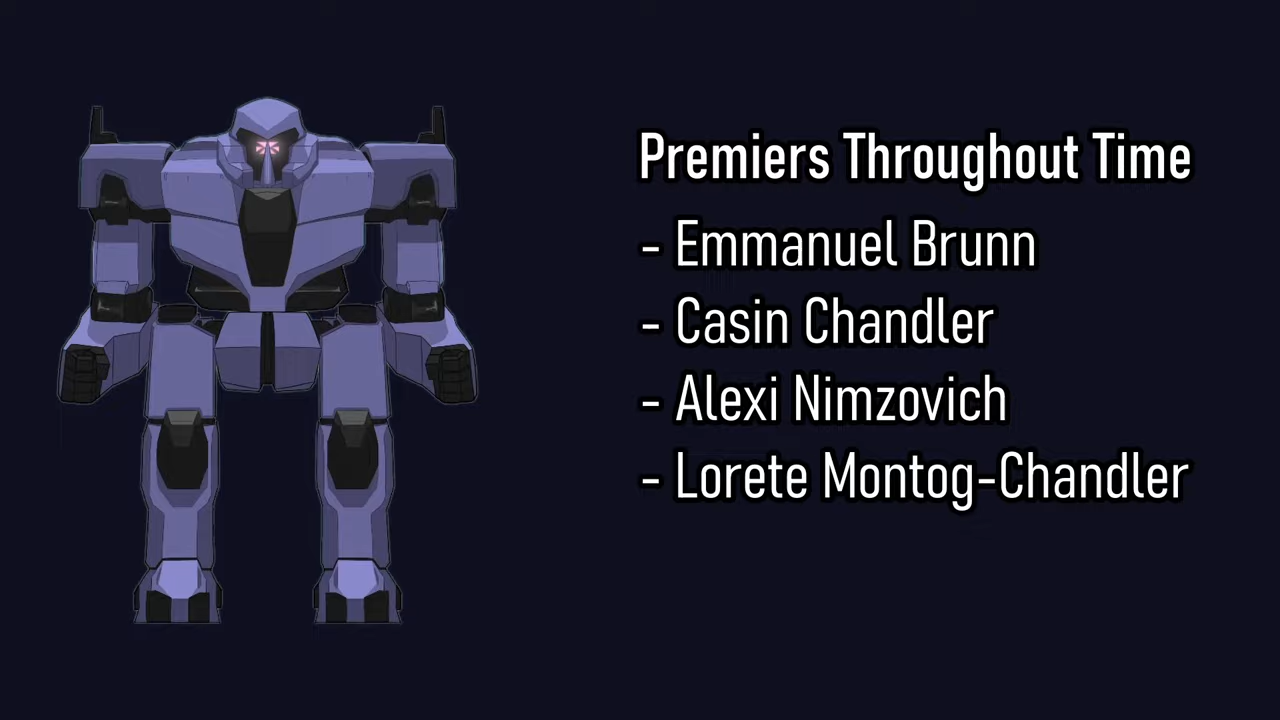 Premiers Throughout Time
- Emmanuel Brunn
- Casin Chandler
- Alexi Nimzovich
- Lorete Montog-Chandler